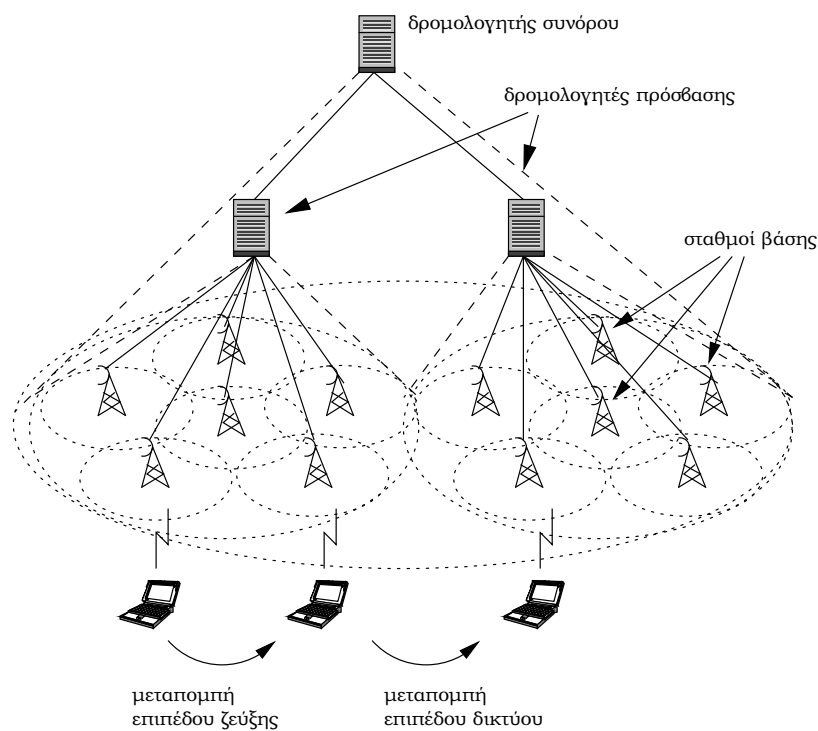 δρομολογητής συνόρου
δρομολογητές πρόσβασης
σταθμοί βάσης
μεταπομπή
επιπέδου ζεύξης
μεταπομπή
επιπέδου δικτύου